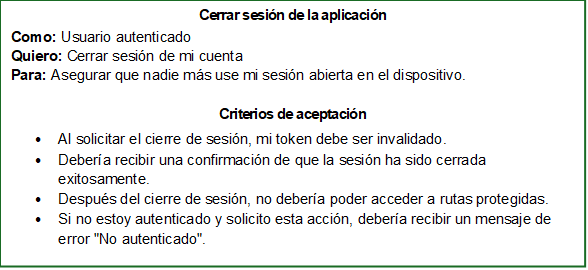 Cerrar sesión de la aplicación
Como: Usuario autenticado
Quiero: Cerrar sesión de mi cuenta
Para: Asegurar que nadie más use mi sesión abierta en el dispositivo.
Criterios de aceptación
• Al solicitar el cierre de sesión, mi token debe ser invalidado.
• Debería recibir una confirmación de que la sesión ha sido cerrada
exitosamente.
• Después del cierre de sesión, no debería poder acceder a rutas protegidas.
• Si no estoy autenticado y solicito esta acción, debería recibir un mensaje de
error "No autenticado".